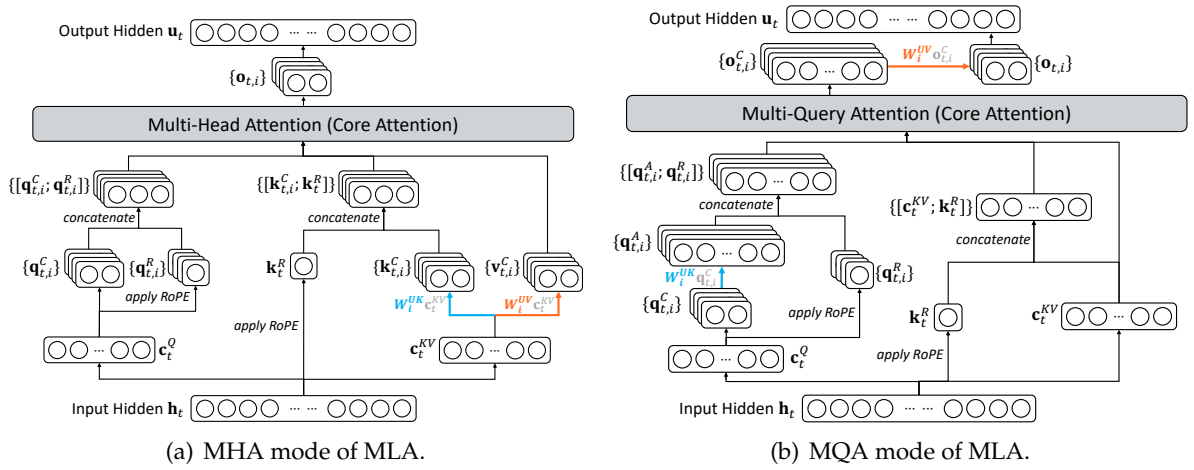 Output Hidden u_t
{o_{t,i}}
Multi-Head Attention (Core Attention)
{[q^C_{t,i}; q^R_{t,i}]}
concatenate
{[k^C_{t,i}; k^R_t]}
concatenate
{q^C_{t,i}}
{q^R_{t,i}}
apply RoPE
k^R_t
{k^C_{t,i}}
{v^C_{t,i}}
W^{UK}_i c^{KV}_t
W^{UV}_i c^{KV}_t
apply RoPE
c^Q_t
c^{KV}_t
Input Hidden h_t
(a) MHA mode of MLA.
Output Hidden u_t
{o^C_{t,i}}
W^{UV}_i o^C_{t,i}
{o_{t,i}}
Multi-Query Attention (Core Attention)
{[q^A_{t,i}; q^R_{t,i}]}
concatenate
{[c^{KV}_t; k^R_t]}
concatenate
{q^A_{t,i}}
W^{UK}_i q^C_{t,i}
{q^R_{t,i}}
{q^C_{t,i}}
apply RoPE
k^R_t
c^{KV}_t
c^Q_t
apply RoPE
Input Hidden h_t
(b) MQA mode of MLA.